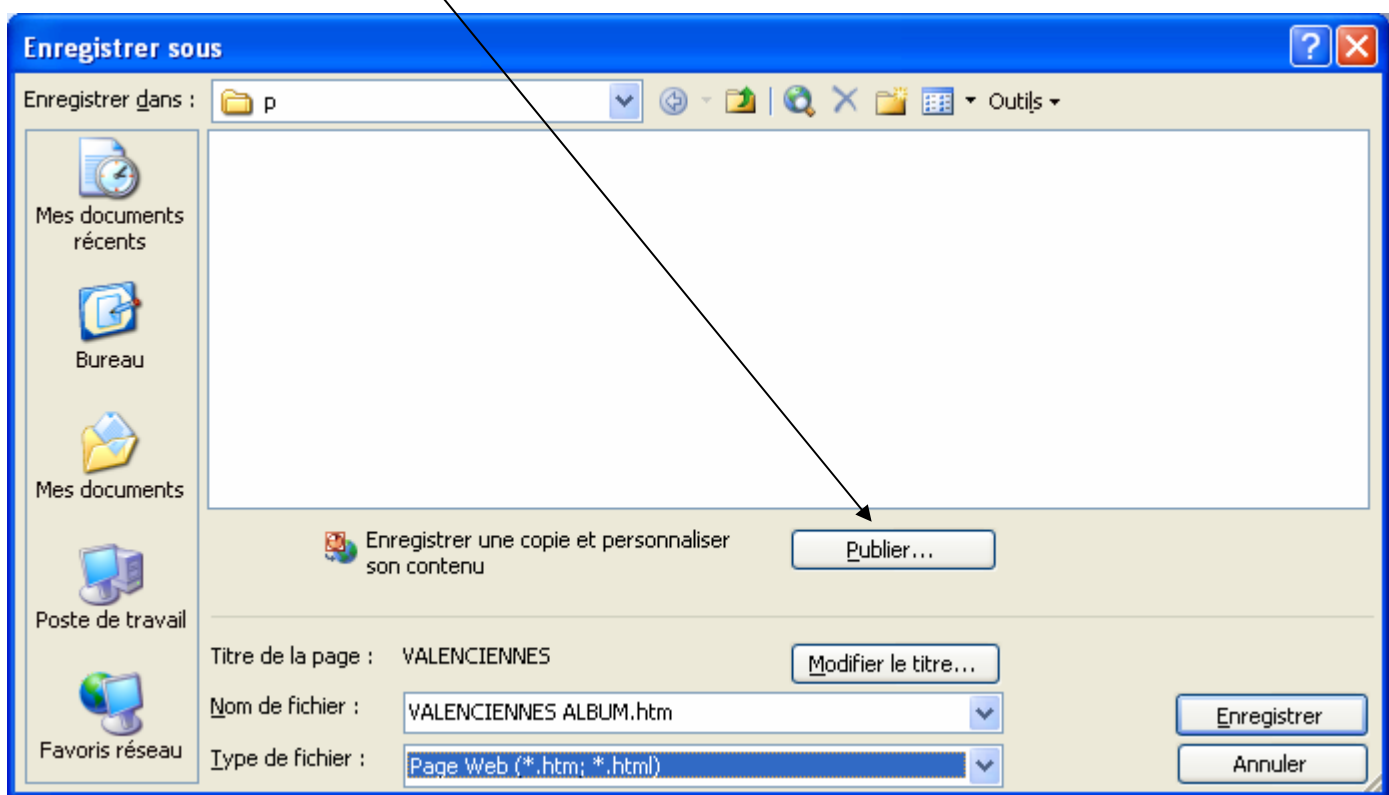 Enregistrer sous
Enregistrer dans :
p
Outils
Mes documents
récents
Bureau
Mes documents
Poste de travail
Favoris réseau
Enregistrer une copie et personnaliser
son contenu
Publier...
Titre de la page :
VALENCIENNES
Modifier le titre...
Nom de fichier :
VALENCIENNES ALBUM.htm
Enregistrer
Type de fichier :
Page Web (*.htm; *.html)
Annuler